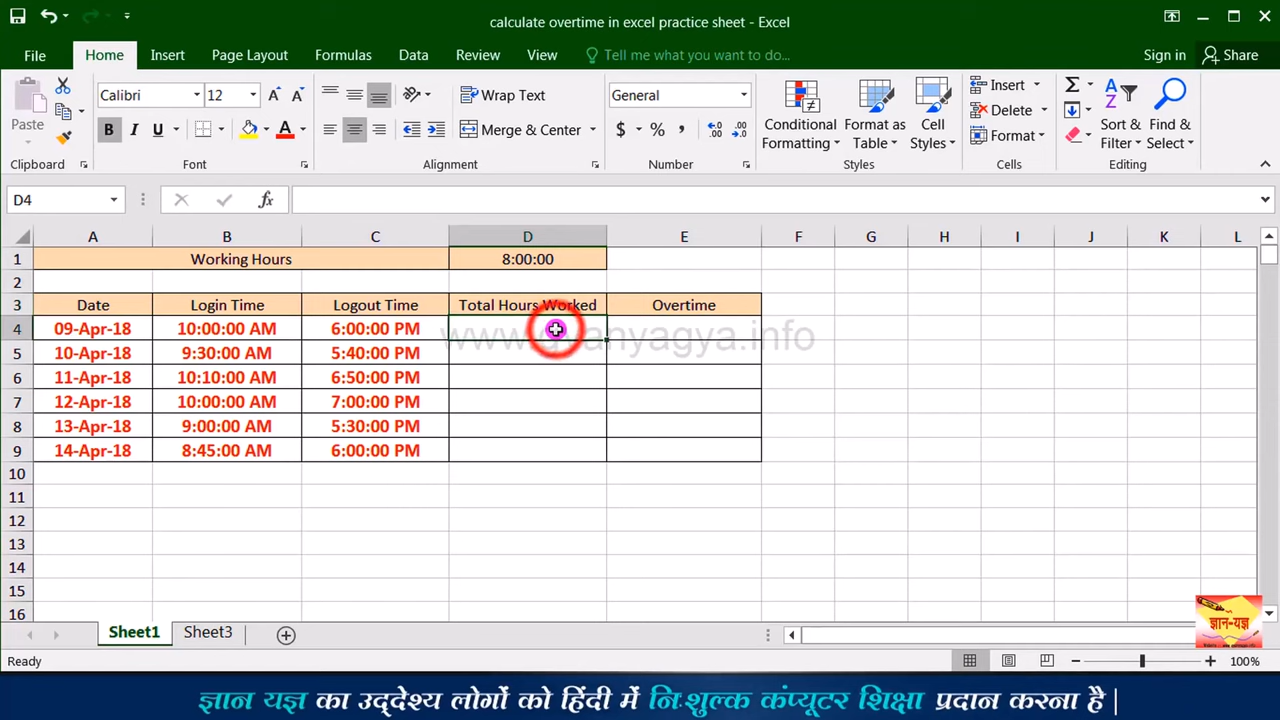 calculate overtime in excel practice sheet - Excel
File Home Insert Page Layout Formulas Data Review View Tell me what you want to do... Sign in Share
Paste
Calibri 12 A A
B I U A
Wrap Text
Merge & Center
General
$ % ,
Conditional Formatting
Format as Table
Cell Styles
Insert
Delete
Format
Sort & Filter
Find & Select
Clipboard Font Alignment Number Styles Cells Editing
D4 fx
A B C D E F G H I J K L
1 Working Hours 8:00:00
2
3 Date Login Time Logout Time Total Hours Worked Overtime
4 09-Apr-18 10:00:00 AM 6:00:00 PM
5 10-Apr-18 9:30:00 AM 5:40:00 PM
6 11-Apr-18 10:10:00 AM 6:50:00 PM
7 12-Apr-18 10:00:00 AM 7:00:00 PM
8 13-Apr-18 9:00:00 AM 5:30:00 PM
9 14-Apr-18 8:45:00 AM 6:00:00 PM
10
11
12
13
14
15
16
ज्ञान-यज्ञ
Sheet1 Sheet3
Ready 100%
ज्ञान यज्ञ का उद्देश्य लोगों को हिंदी में निःशुल्क कंप्यूटर शिक्षा प्रदान करना है |